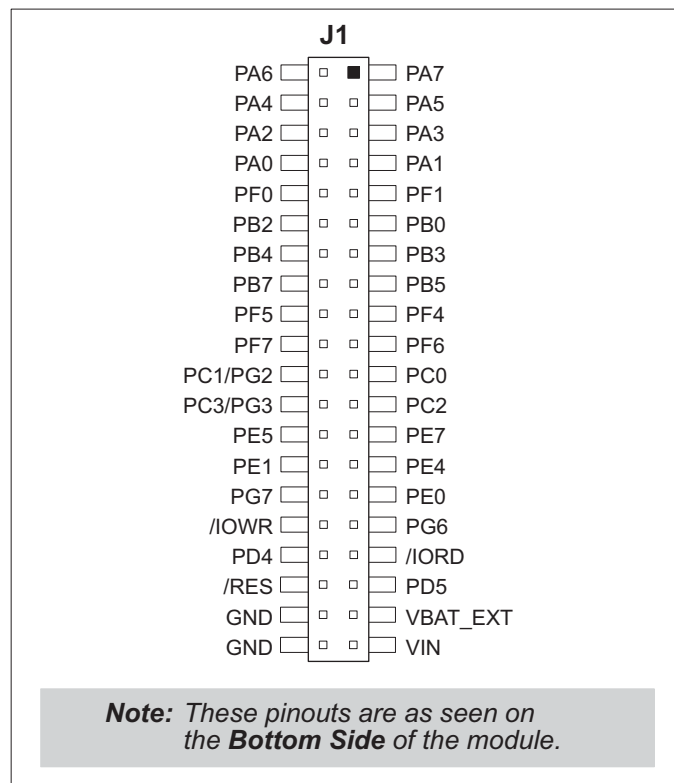 J1
PA6 PA7
PA4 PA5
PA2 PA3
PA0 PA1
PF0 PF1
PB2 PB0
PB4 PB3
PB7 PB5
PF5 PF4
PF7 PF6
PC1/PG2 PC0
PC3/PG3 PC2
PE5 PE7
PE1 PE4
PG7 PE0
/IOWR PG6
PD4 /IORD
/RES PD5
GND VBAT_EXT
GND VIN
Note: These pinouts are as seen on
the Bottom Side of the module.